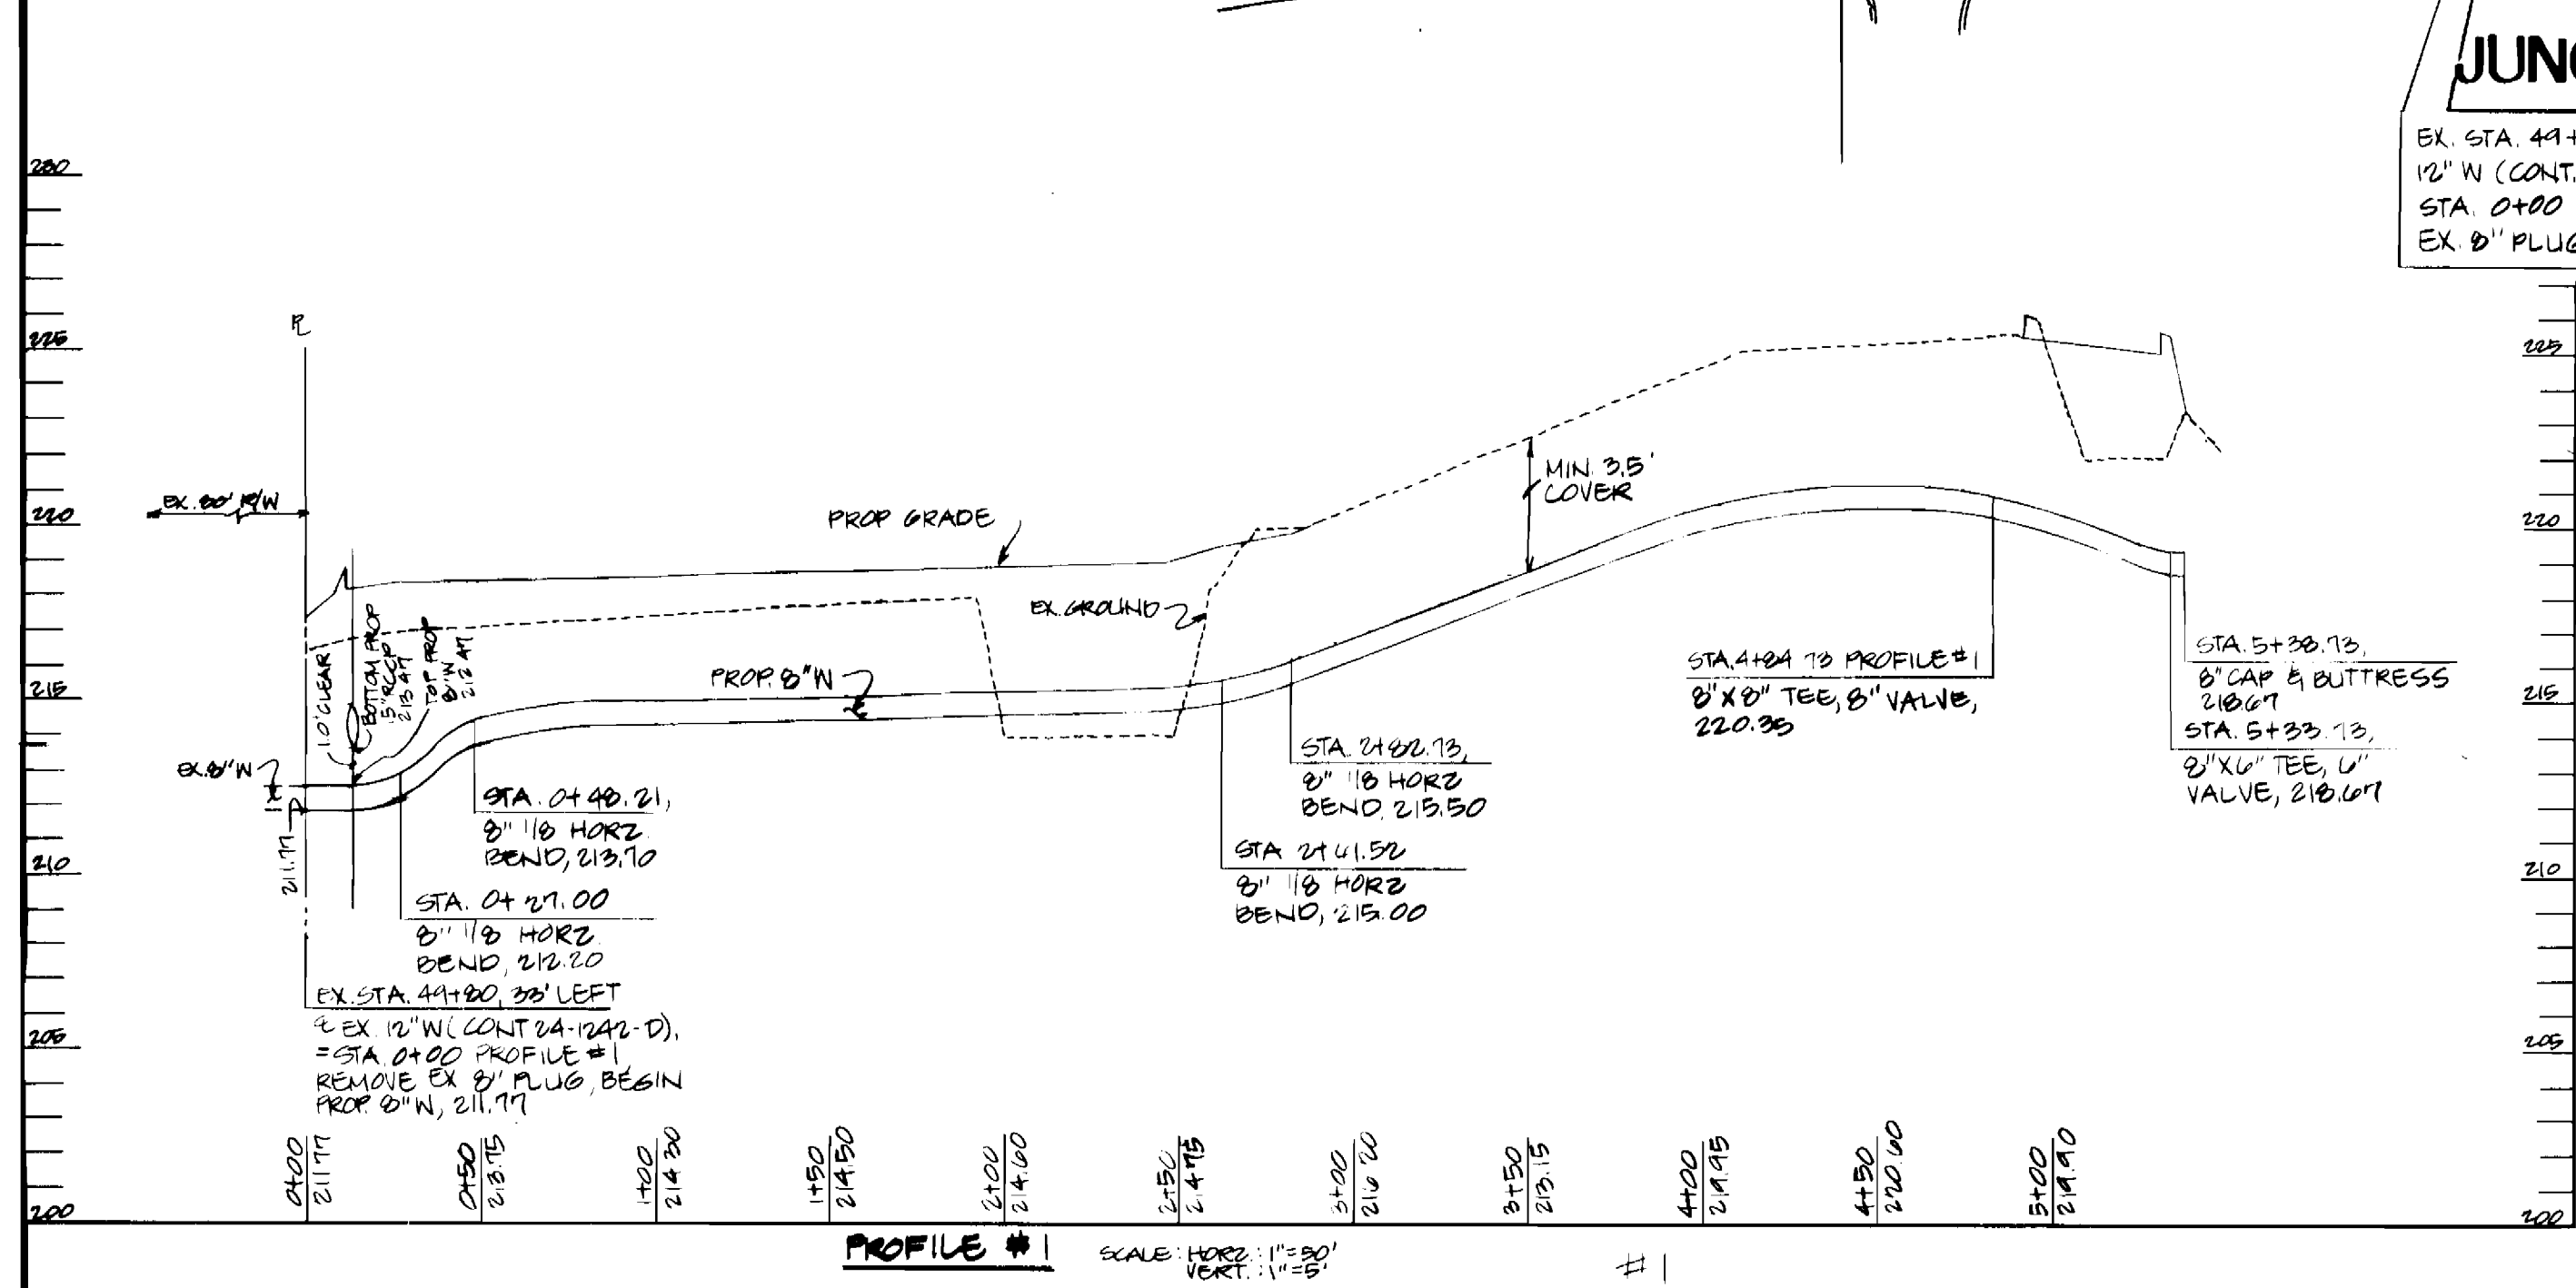 JUN
EX. STA. 49+
12" W (CONT.
STA. 0+00
EX. 8" PLUG
230
225
220
215
210
205
200
225
220
215
210
205
200
EX. 80' R/W
PROP GRADE
MIN. 3.5'
COVER
EX. GROUND
PROP. 8" W
1.0' CLEAR
BOTTOM PROP
15" RCCP
213.47
TOP PROP
8" W
212.47
EX. 8" W
211.77
STA. 0+48.21,
8" 1/8 HORZ.
BEND, 213.70
STA. 0+27.00
8" 1/8 HORZ.
BEND, 212.20
EX. STA. 49+80, 33' LEFT
℄ EX. 12" W (CONT 24-1242-D),
=STA. 0+00 PROFILE #1
REMOVE EX 8" PLUG, BEGIN
PROP. 8" W, 211.77
STA. 2+82.73,
8" 1/8 HORZ
BEND, 215.50
STA 2+61.52
8" 1/8 HORZ
BEND, 215.00
STA. 4+84.73 PROFILE #1
8" X 8" TEE, 8" VALVE,
220.35
STA. 5+38.73,
8" CAP & BUTTRESS
218.67
STA. 5+33.73,
8" X 6" TEE, 6"
VALVE, 218.67
0+00
211.77
0+50
213.75
1+00
214.30
1+50
214.50
2+00
214.60
2+50
214.75
3+00
216.20
3+50
213.15
4+00
219.95
4+50
220.60
5+00
219.90
PROFILE #1
SCALE: HORZ.: 1"=50'
VERT.: 1"=5'
#1